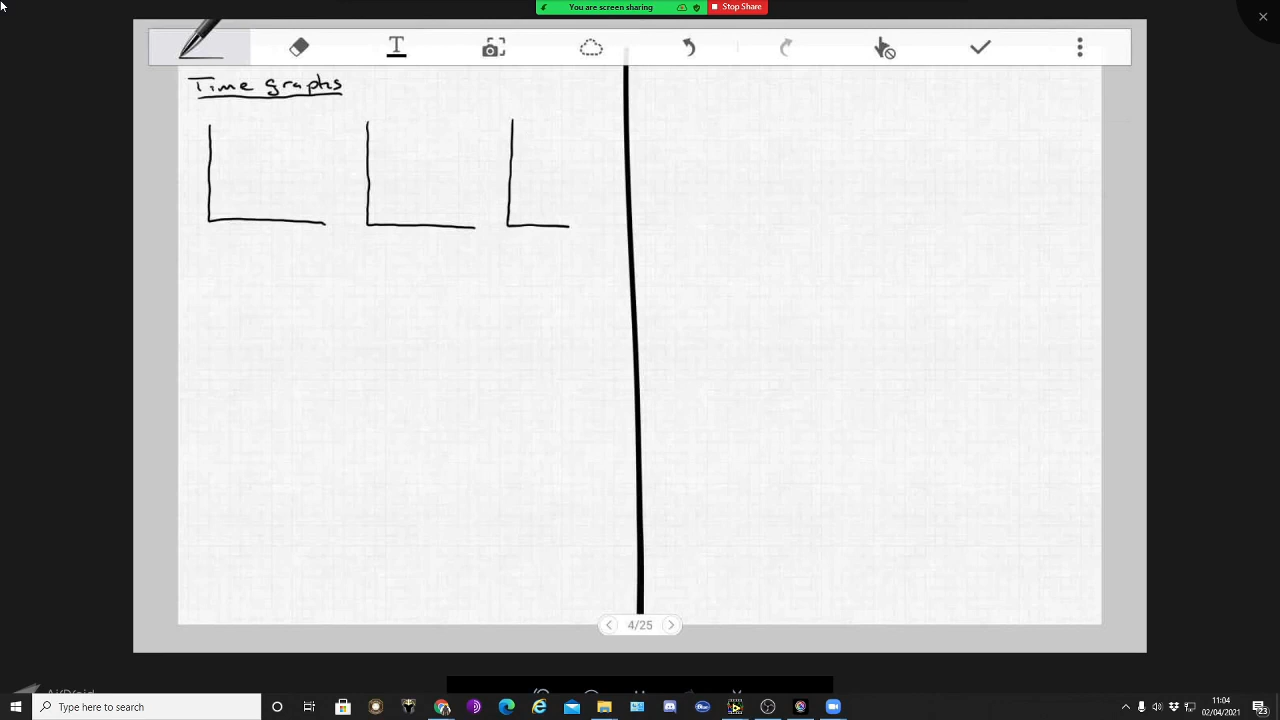 You are screen sharing
Stop Share
T
Time graphs
4/25
AirDroid
Type here to search
11:04
02/04/2021